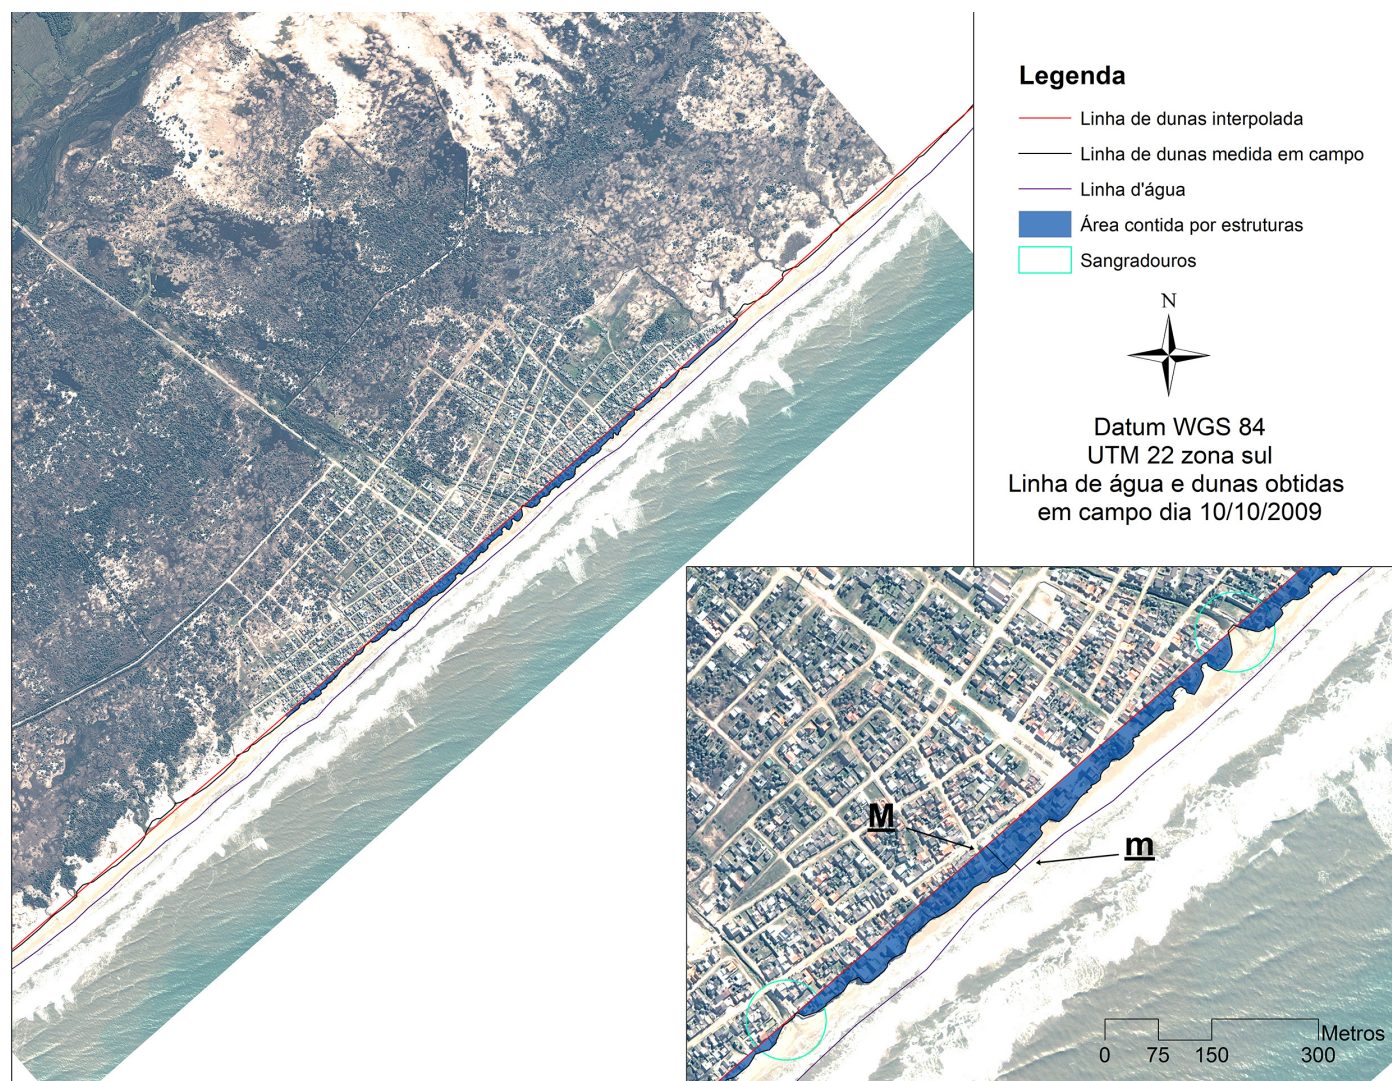 Legenda
Linha de dunas interpolada
Linha de dunas medida em campo
Linha d'água
Área contida por estruturas
Sangradouros
N
Datum WGS 84
UTM 22 zona sul
Linha de água e dunas obtidas
em campo dia 10/10/2009
M
m
Metros
0 75 150 300